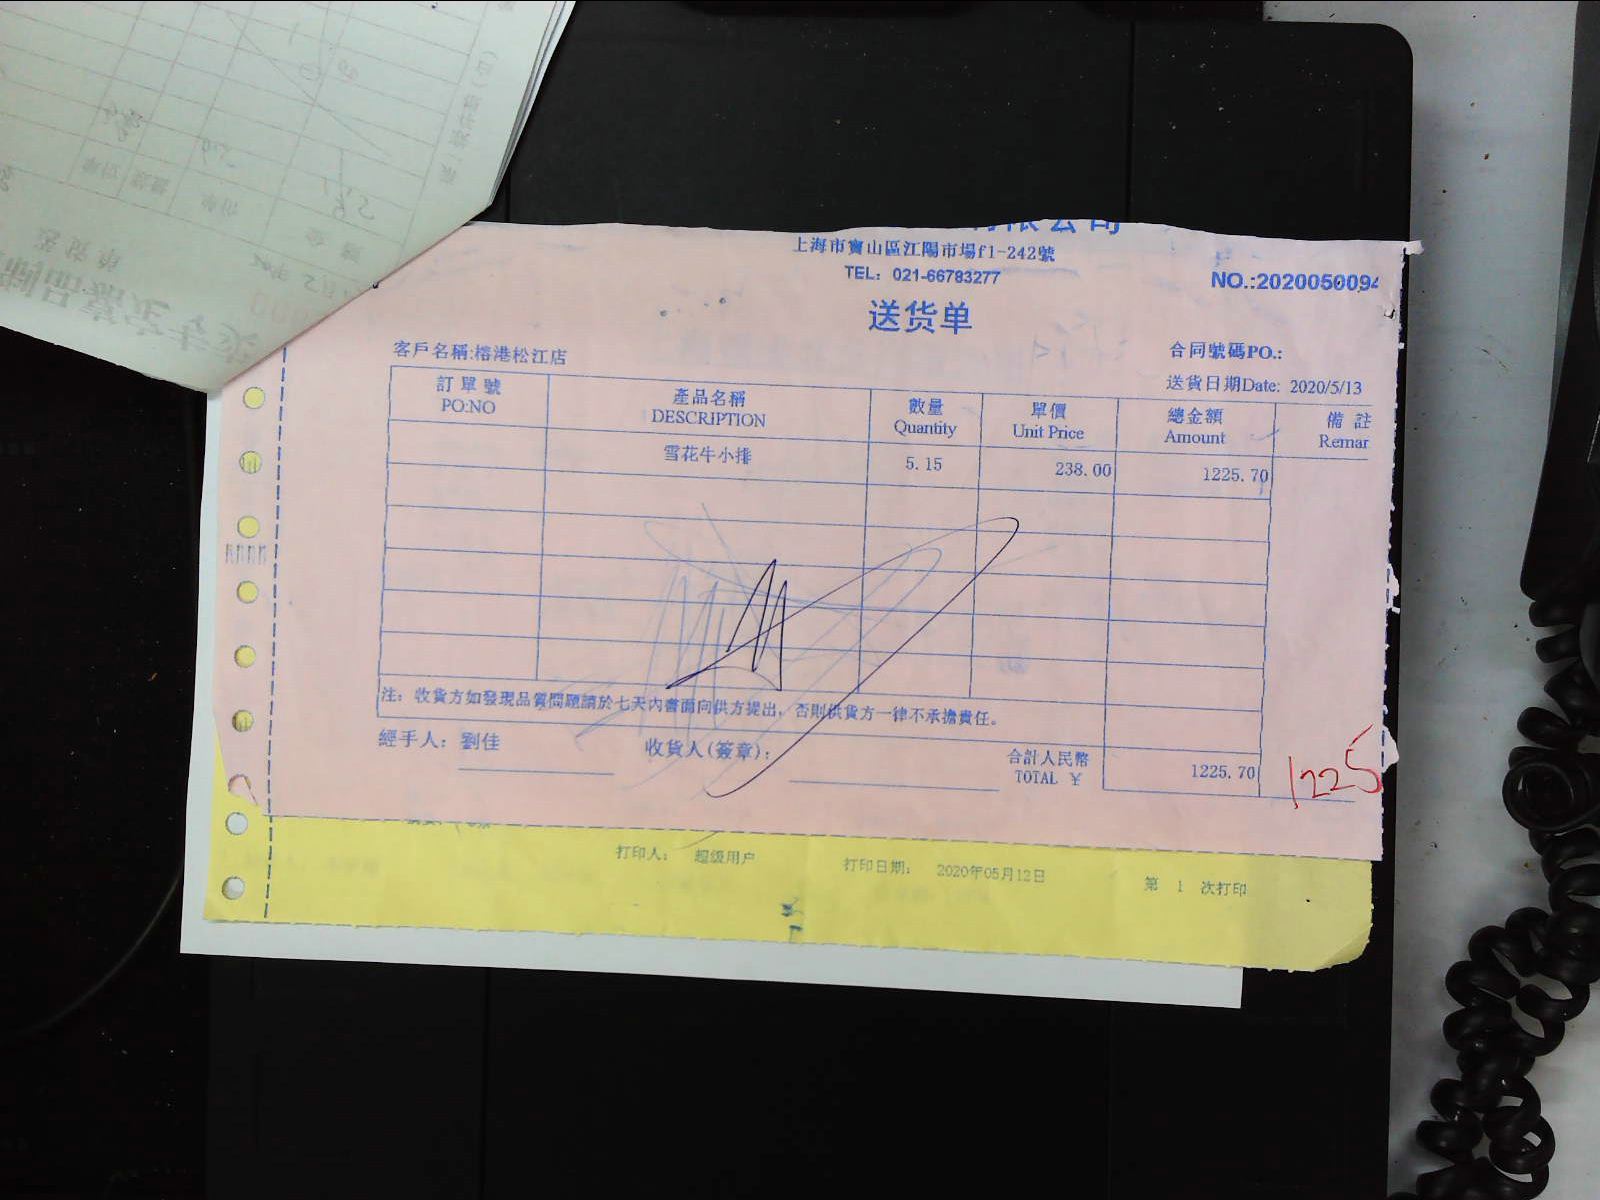 有限公司
上海市寶山區江陽市場f1-242號
TEL：021-66783277
NO.:2020050094
送货单
客戶名稱:榕港松江店
合同號碼PO.:
送貨日期Date: 2020/5/13
訂單號 產品名稱 數量 單價 總金額 備註
PO:NO DESCRIPTION Quantity Unit Price Amount Remar
雪花牛小排 5.15 238.00 1225.70
注：收貨方如發現品質問題請於七天內書面向供方提出，否則供貨方一律不承擔責任。
經手人：劉佳 收貨人(簽章)： 合計人民幣
TOTAL ￥ 1225.70
1225
打印人： 超级用户 打印日期： 2020年05月12日 第 1 次打印